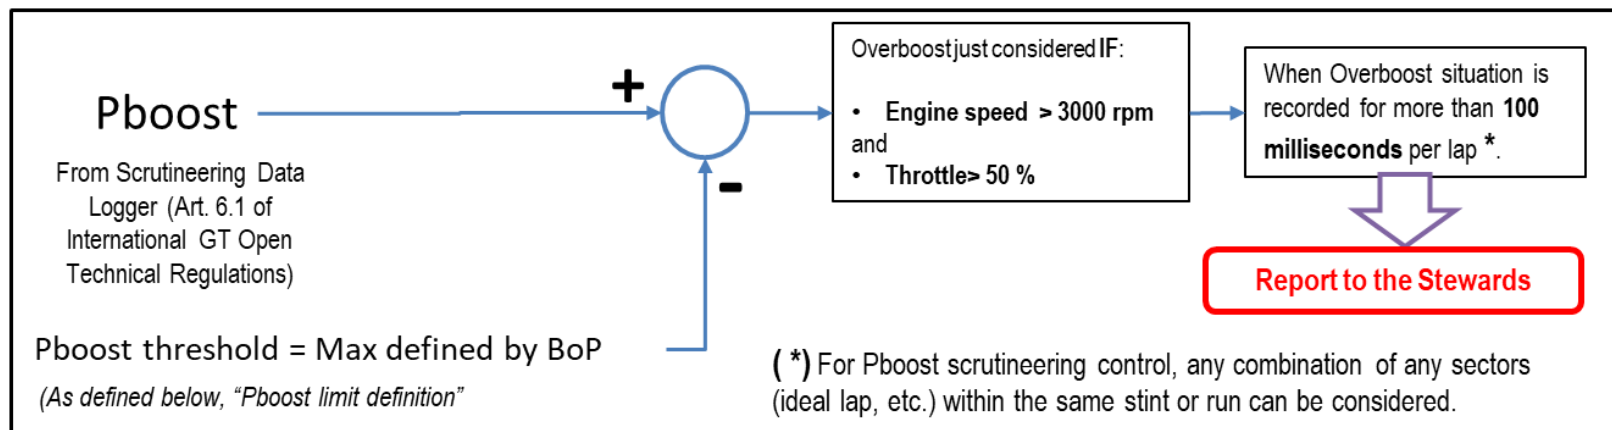 Pboost
From Scrutineering Data
Logger (Art. 6.1 of
International GT Open
Technical Regulations)
Pboost threshold = Max defined by BoP
(As defined below, “Pboost limit definition”
+
-
Overboost just considered IF:
• Engine speed > 3000 rpm
and
• Throttle> 50 %
When Overboost situation is
recorded for more than 100
milliseconds per lap *.
Report to the Stewards
( *) For Pboost scrutineering control, any combination of any sectors
(ideal lap, etc.) within the same stint or run can be considered.